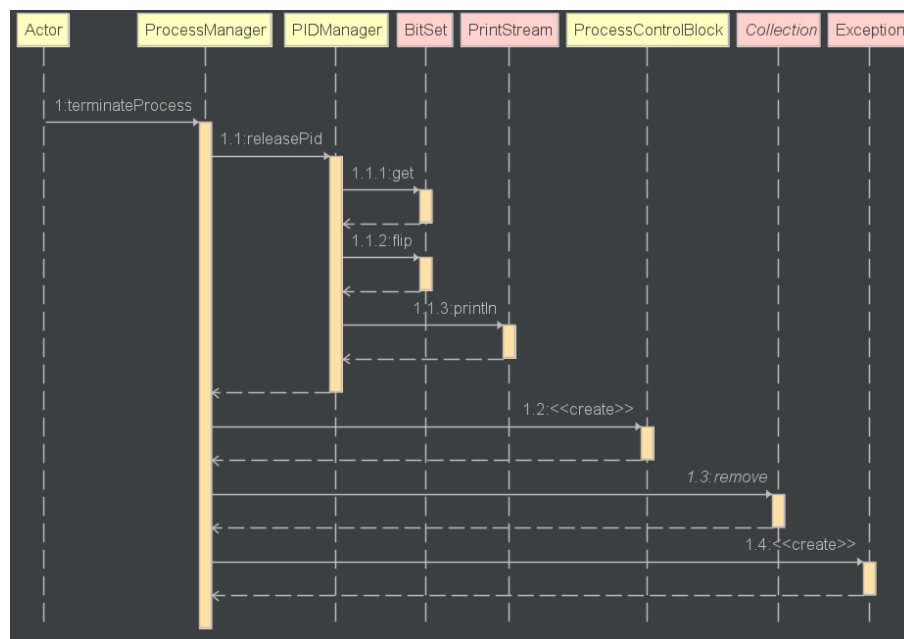 Actor ProcessManager PIDManager BitSet PrintStream ProcessControlBlock Collection Exception
1:terminateProcess
1.1:releasePid
1.1.1:get
1.1.2:flip
1.1.3:println
1.2:<<create>>
1.3:remove
1.4:<<create>>